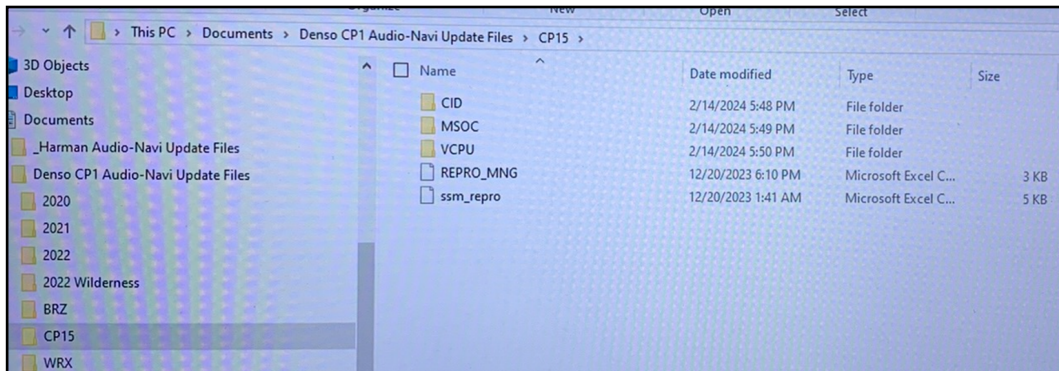 New Open Select
> This PC > Documents > Denso CP1 Audio-Navi Update Files > CP15 >
3D Objects
Desktop
Documents
_Harman Audio-Navi Update Files
Denso CP1 Audio-Navi Update Files
2020
2021
2022
2022 Wilderness
BRZ
CP15
WRX
Name Date modified Type Size
CID 2/14/2024 5:48 PM File folder
MSOC 2/14/2024 5:49 PM File folder
VCPU 2/14/2024 5:50 PM File folder
REPRO_MNG 12/20/2023 6:10 PM Microsoft Excel C... 3 KB
ssm_repro 12/20/2023 1:41 AM Microsoft Excel C... 5 KB